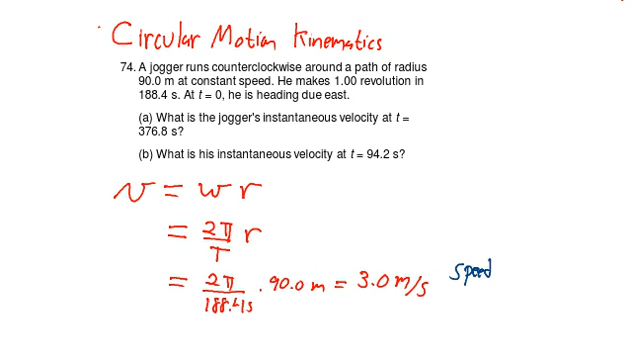 Circular Motion Kinematics
74. A jogger runs counterclockwise around a path of radius
90.0 m at constant speed. He makes 1.00 revolution in
188.4 s. At t = 0, he is heading due east.
(a) What is the jogger's instantaneous velocity at t =
376.8 s?
(b) What is his instantaneous velocity at t = 94.2 s?
v = w r
= 2π/T r
= 2π/188.4s . 90.0 m = 3.0 m/s speed